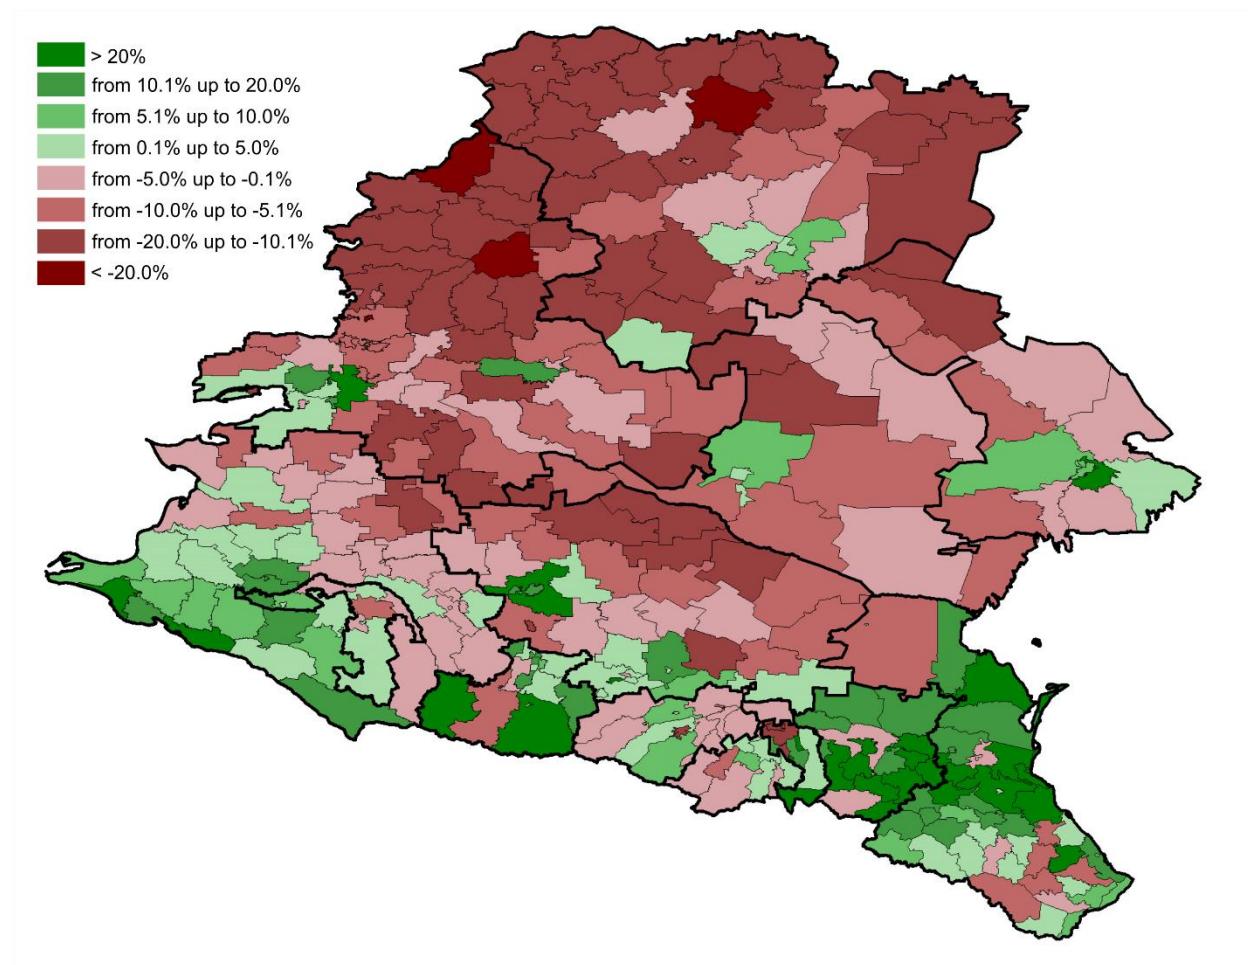 > 20%
from 10.1% up to 20.0%
from 5.1% up to 10.0%
from 0.1% up to 5.0%
from -5.0% up to -0.1%
from -10.0% up to -5.1%
from -20.0% up to -10.1%
< -20.0%